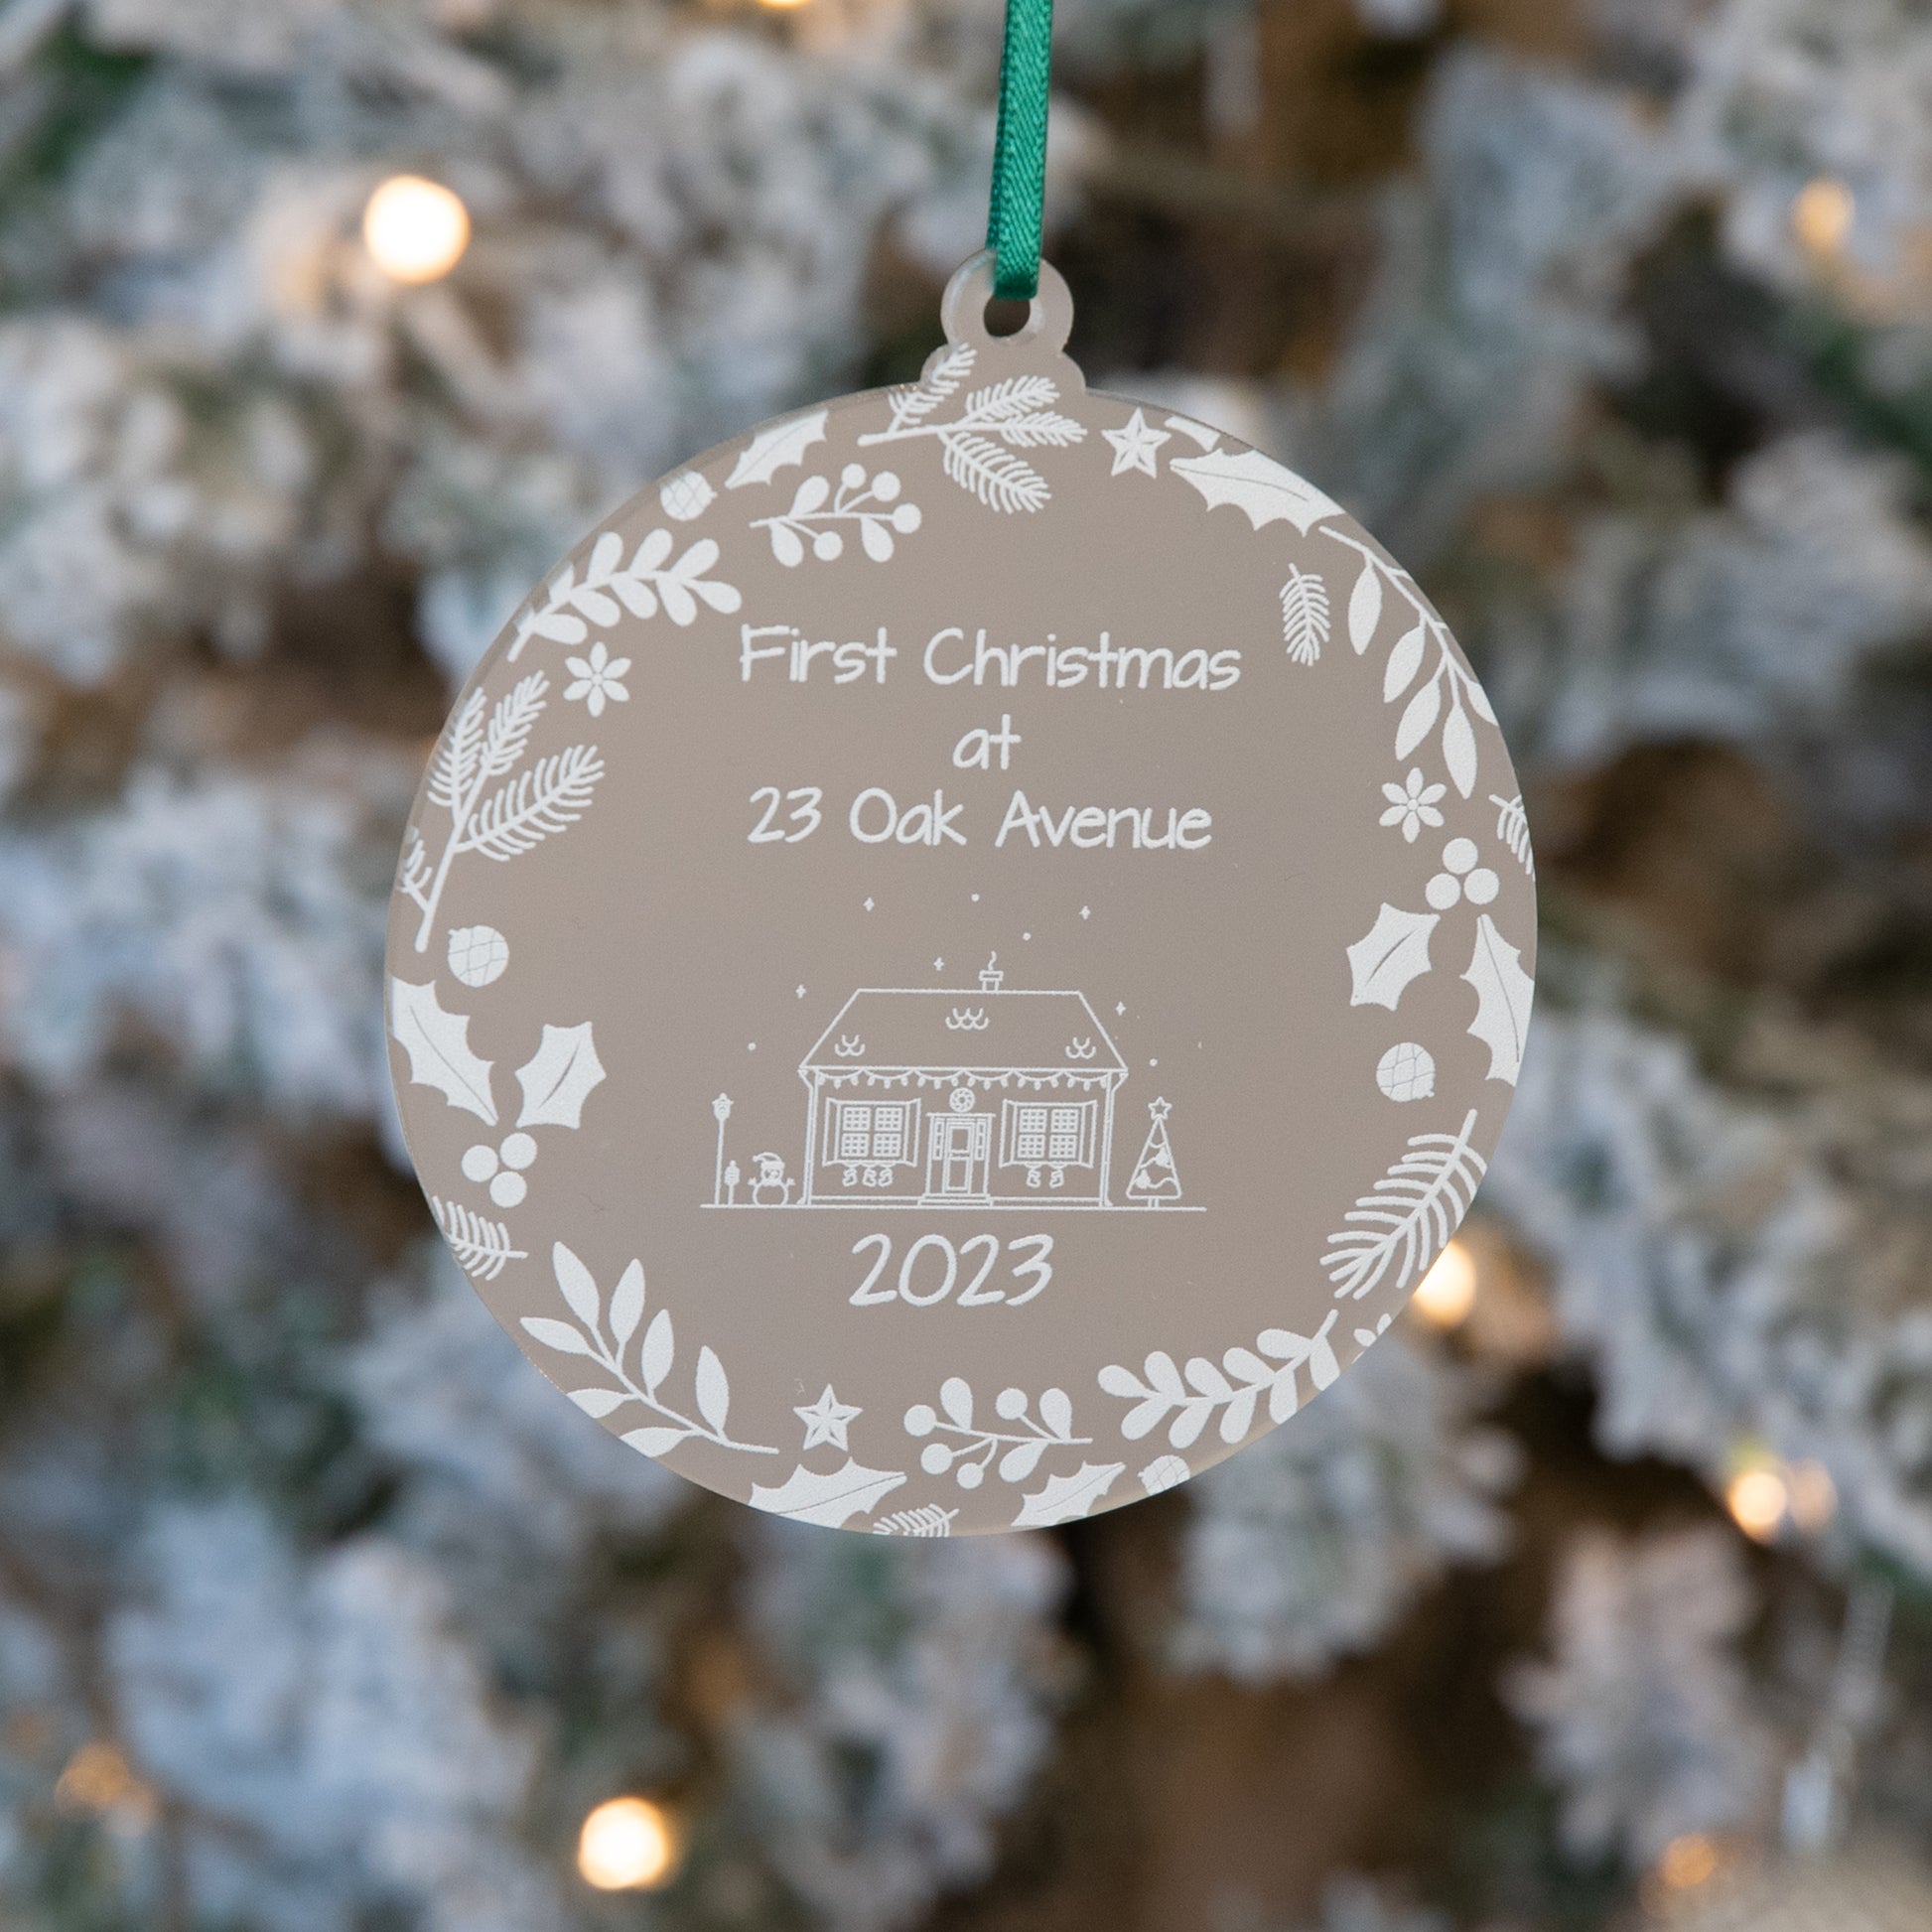 First Christmas
at
23 Oak Avenue
2023